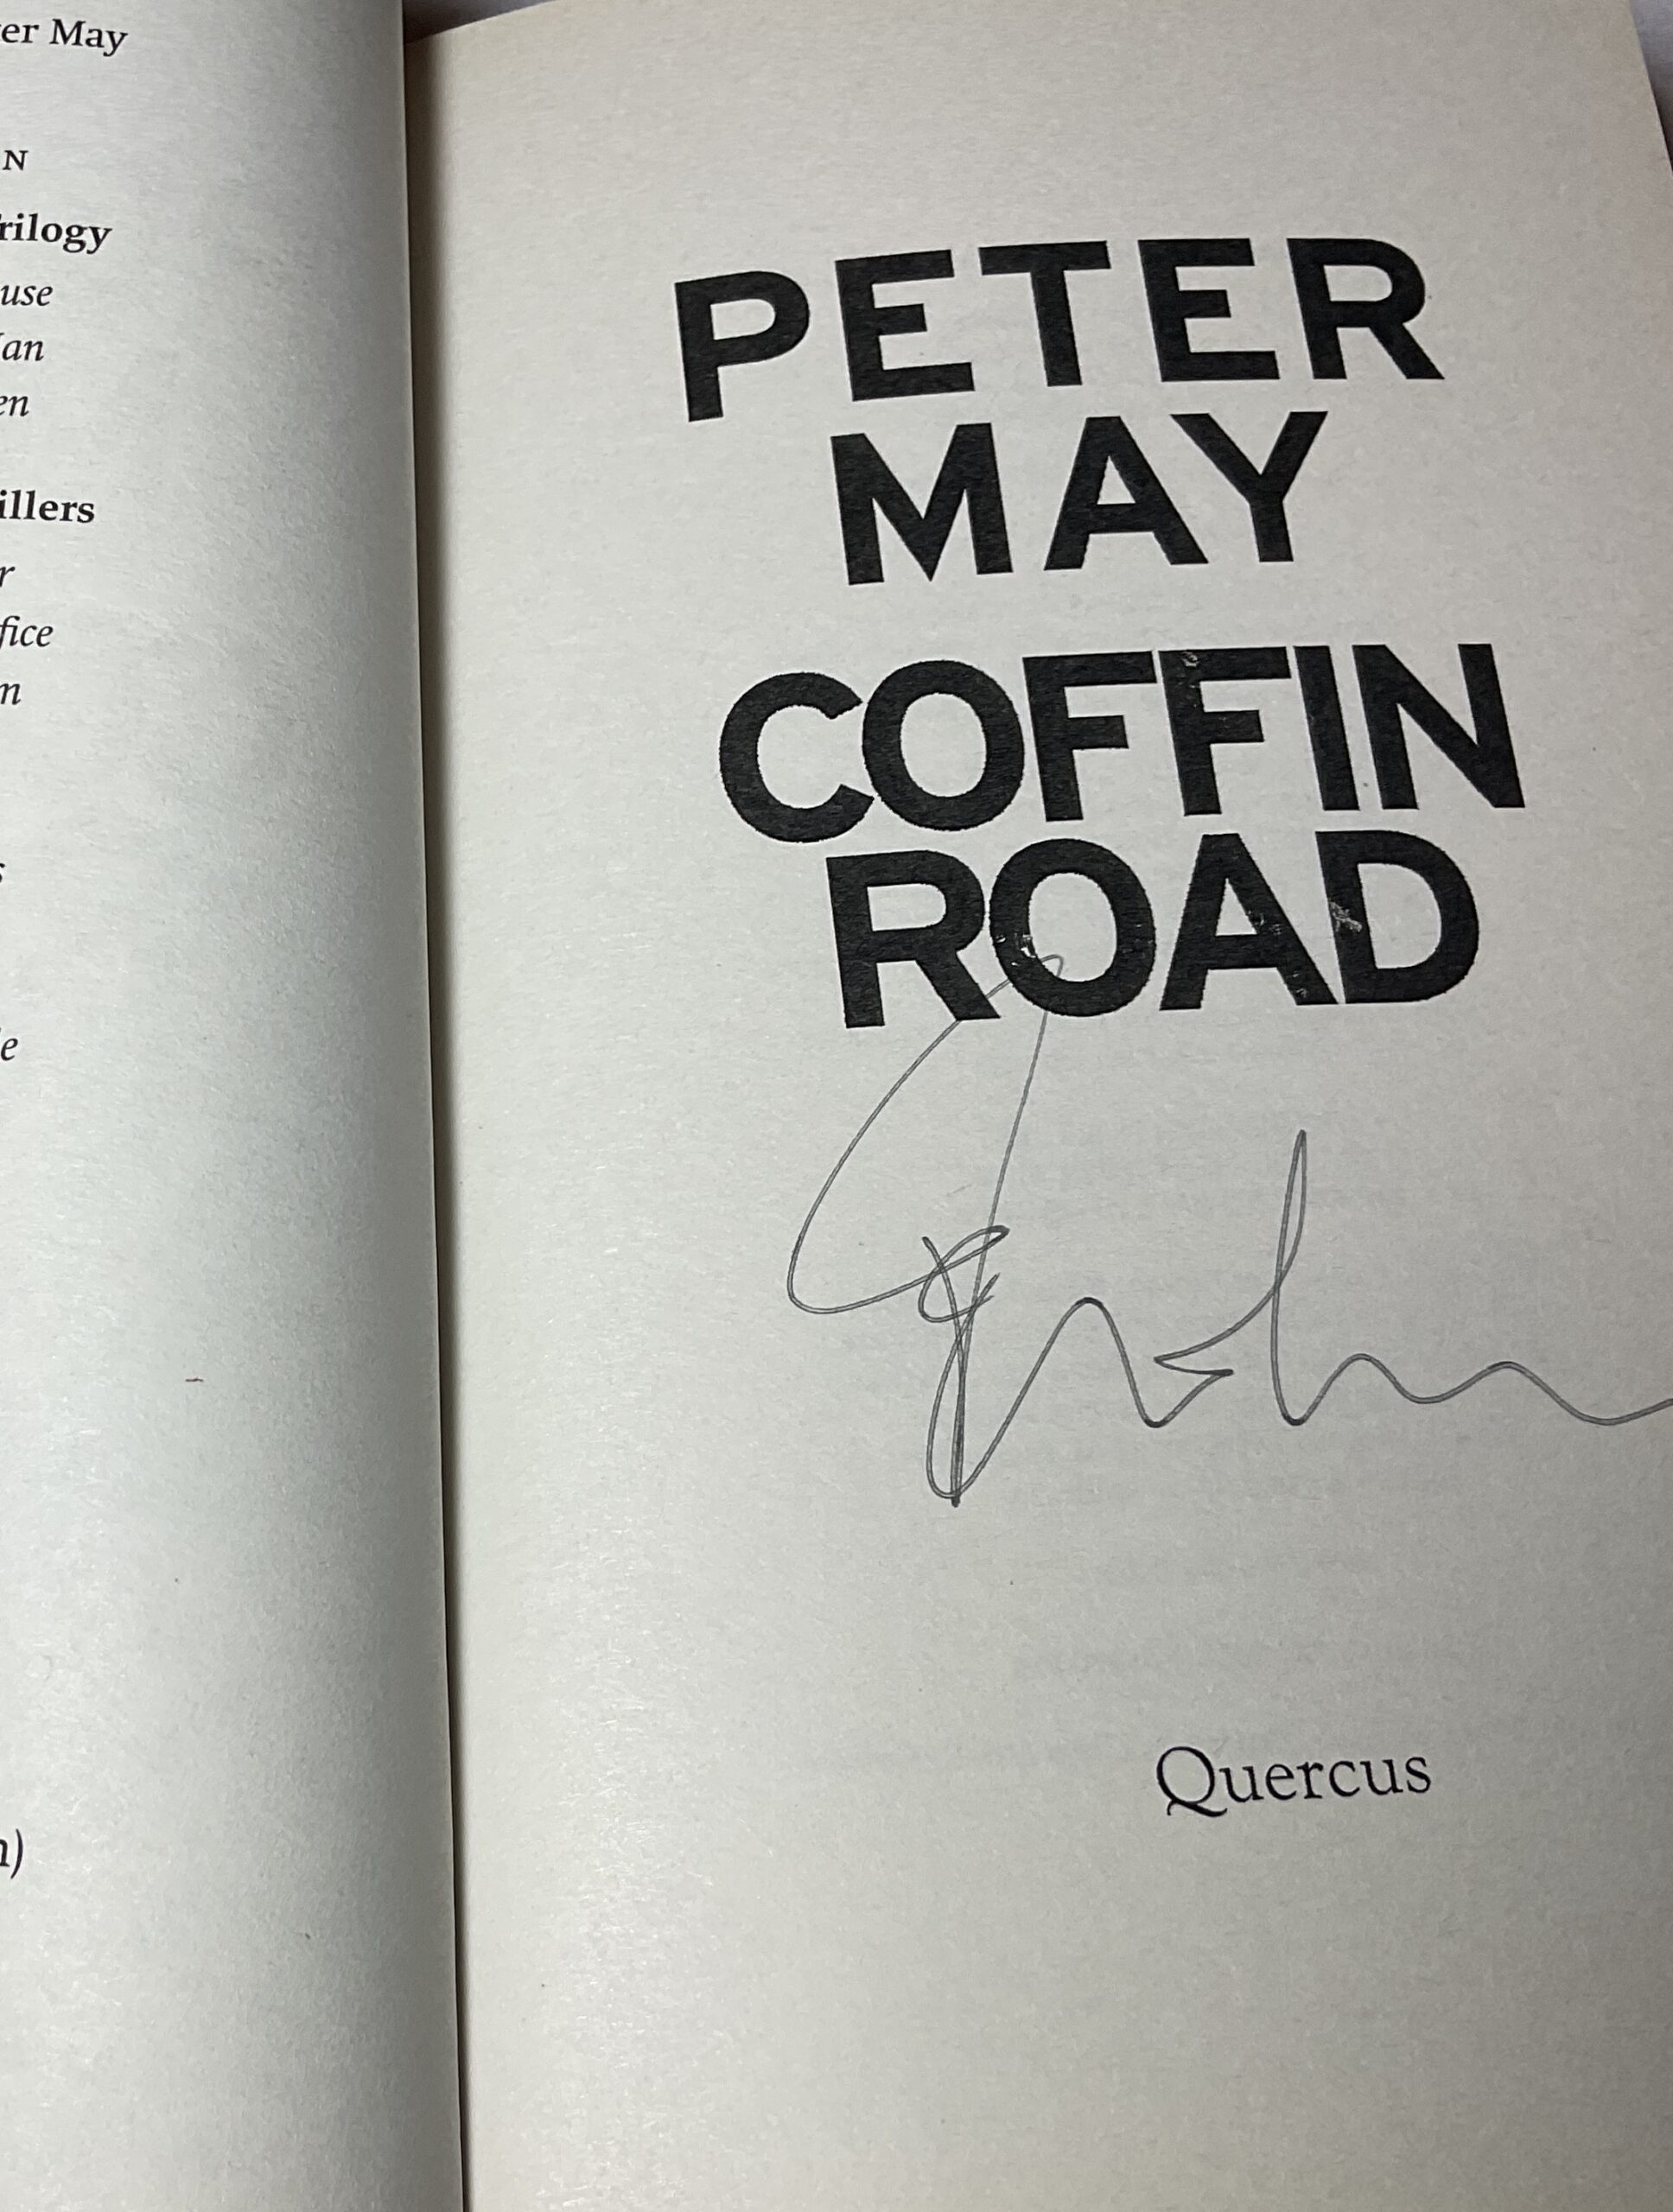 er May
N
rilogy
use
an
en
illers
r
fice
m
s
e
n)
PETER
MAY
COFFIN
ROAD
Quercus